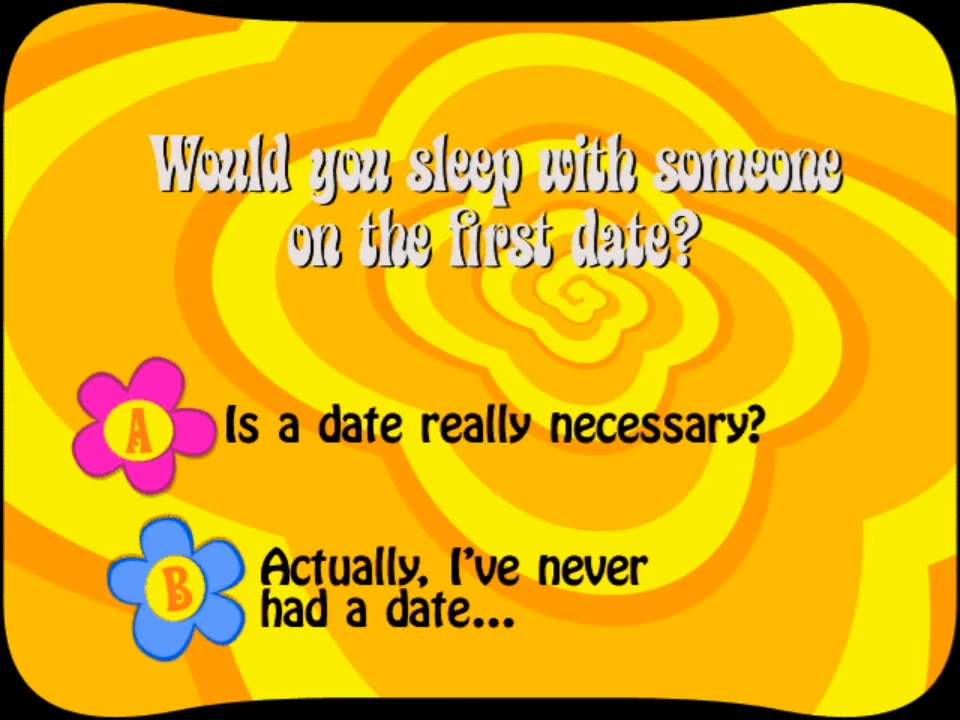 Would you sleep with someone
on the first date?
A Is a date really necessary?
B Actually, I've never
had a date...